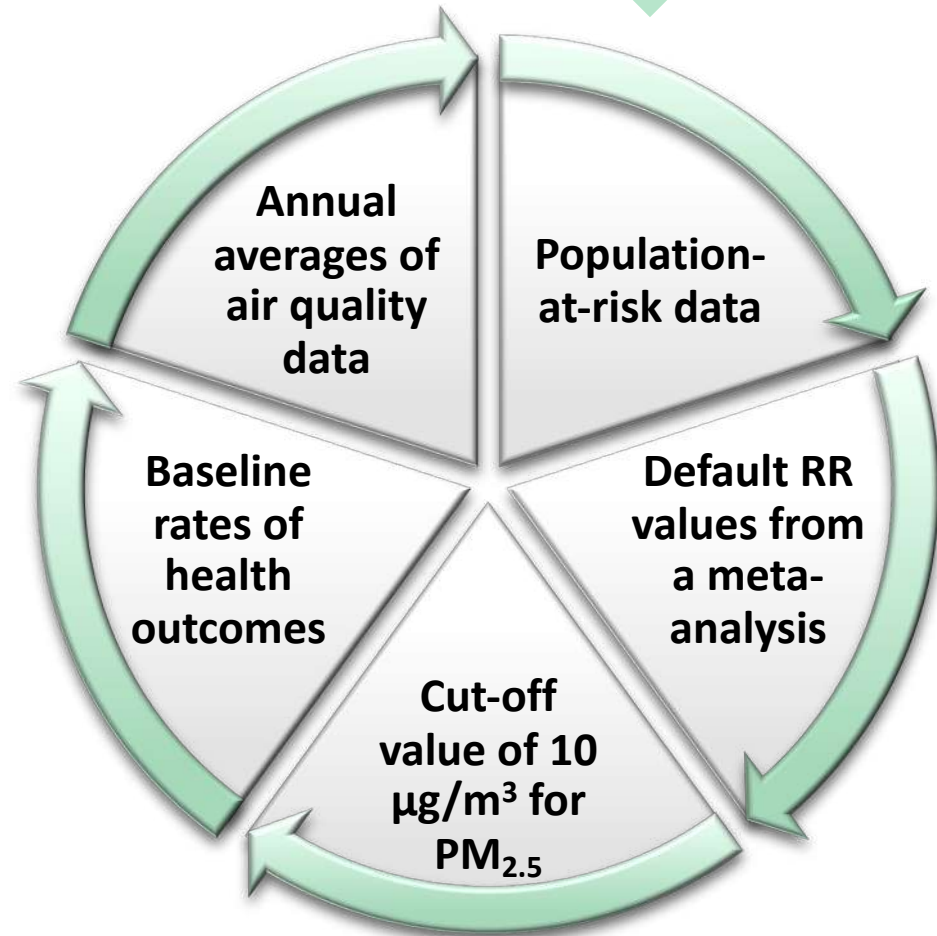 Annual
averages of
air quality
data
Population-
at-risk data
Default RR
values from
a meta-
analysis
Cut-off
value of 10
µg/m³ for
PM₂.₅
Baseline
rates of
health
outcomes